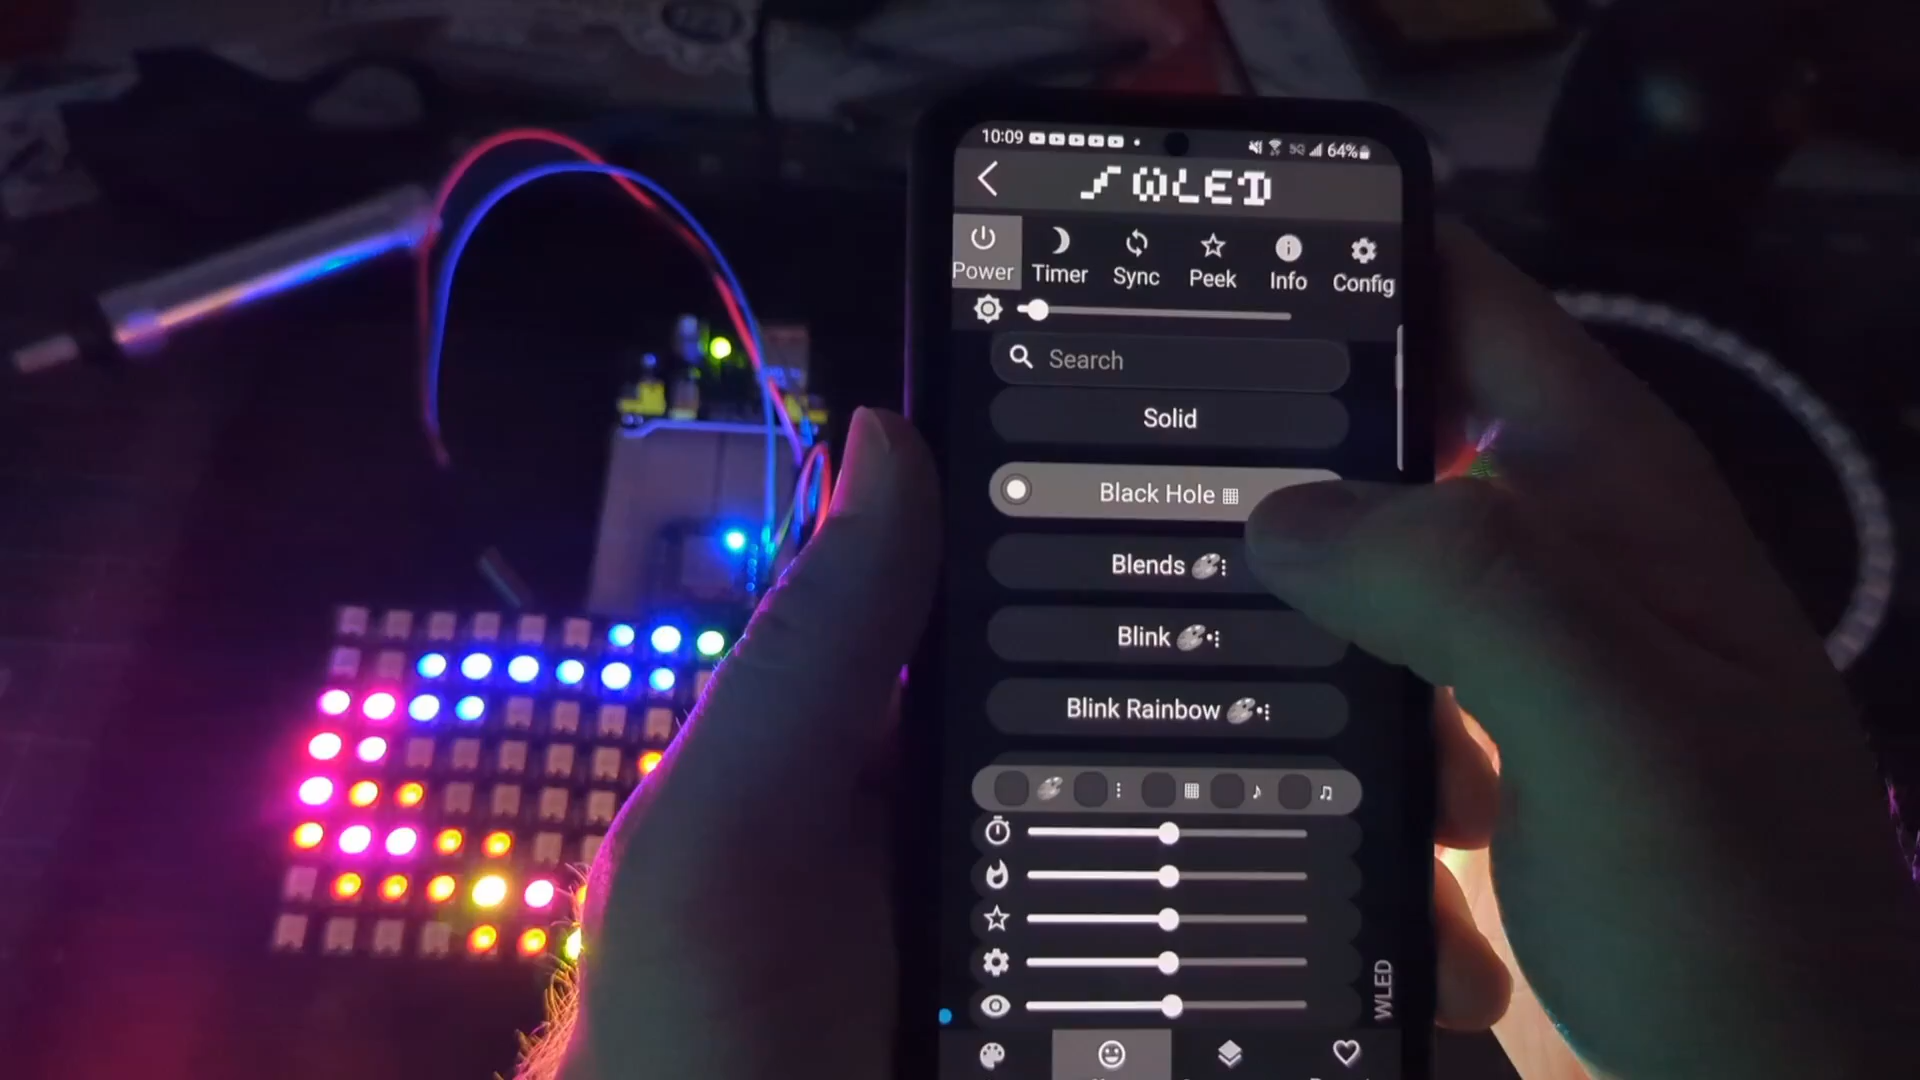 10:09 5G 64%
WLED
Power Timer Sync Peek Info Config
Search
Solid
Black Hole
Blends
Blink
Blink Rainbow
WLED